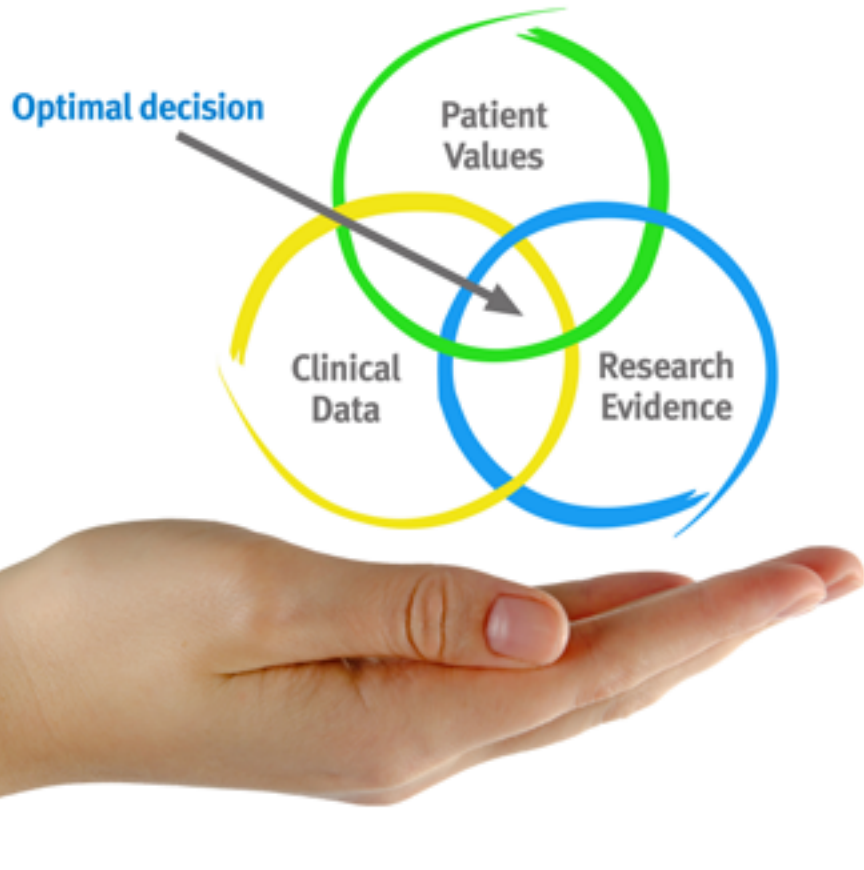 Optimal decision
Patient
Values
Clinical
Data
Research
Evidence